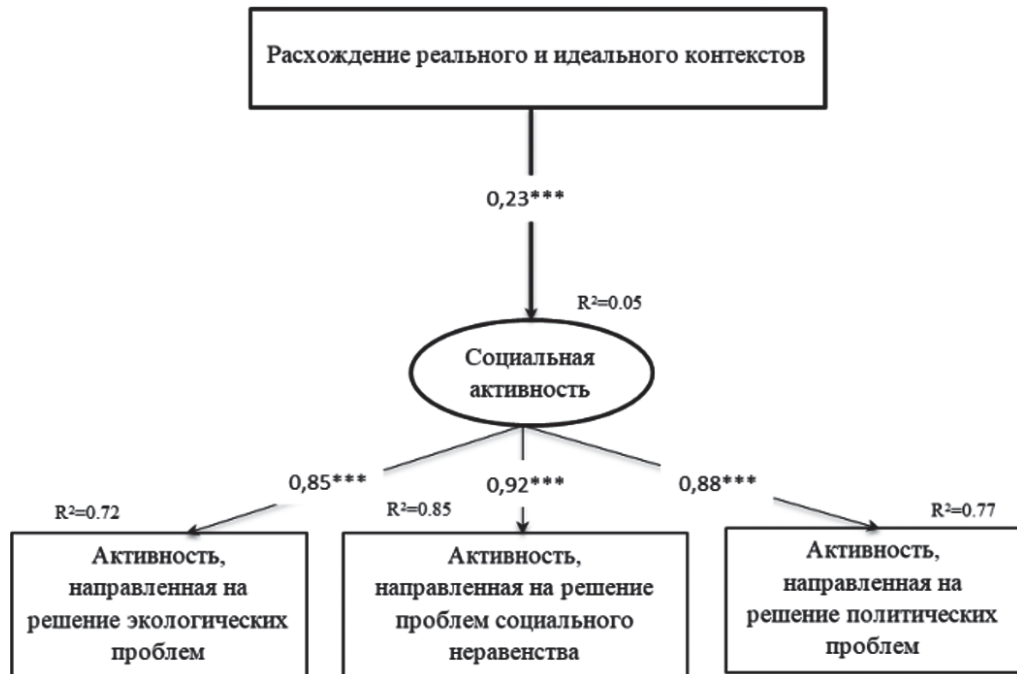 Расхождение реального и идеального контекстов
0,23***
R²=0.05
Социальная
активность
0,85***
0,92***
0,88***
R²=0.72
R²=0.85
R²=0.77
Активность,
направленная на
решение экологических
проблем
Активность,
направленная на решение
проблем социального
неравенства
Активность,
направленная на
решение политических
проблем